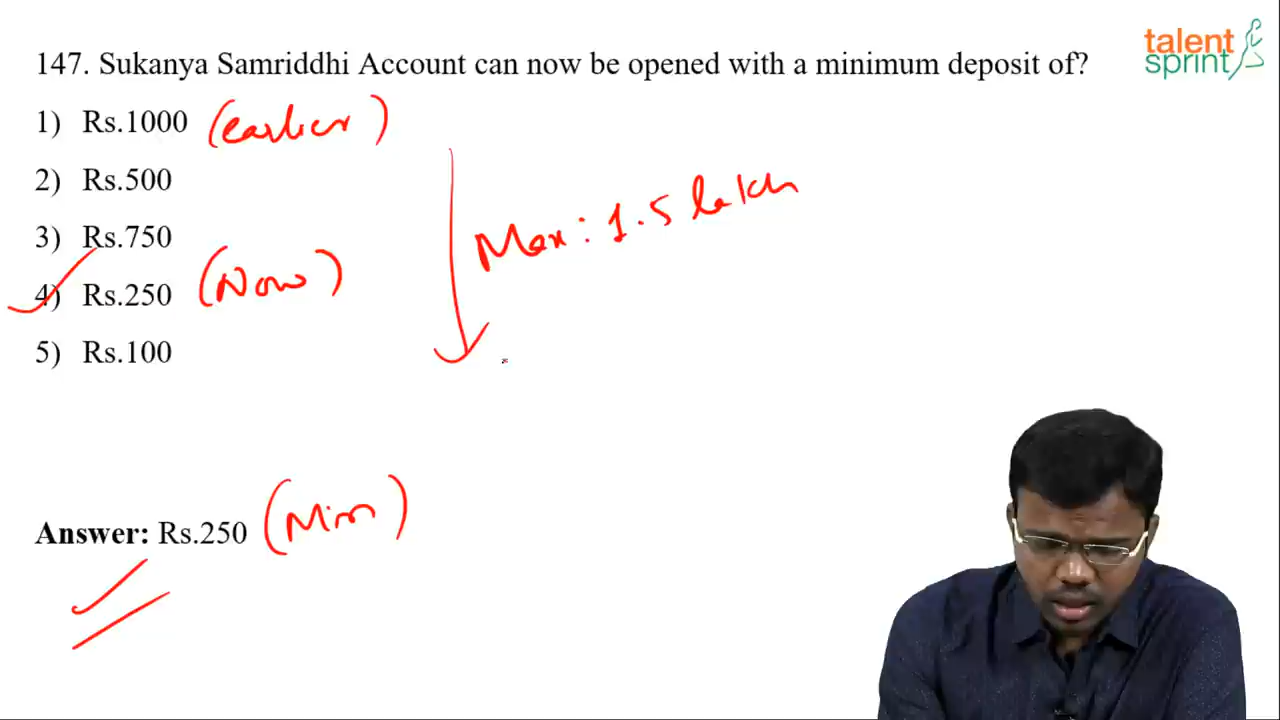 talent
sprint
147. Sukanya Samriddhi Account can now be opened with a minimum deposit of?
1) Rs.1000 (earlier)
2) Rs.500
3) Rs.750
Max: 1.5 lakh
4) Rs.250 (Now)
5) Rs.100
Answer: Rs.250 (Min)